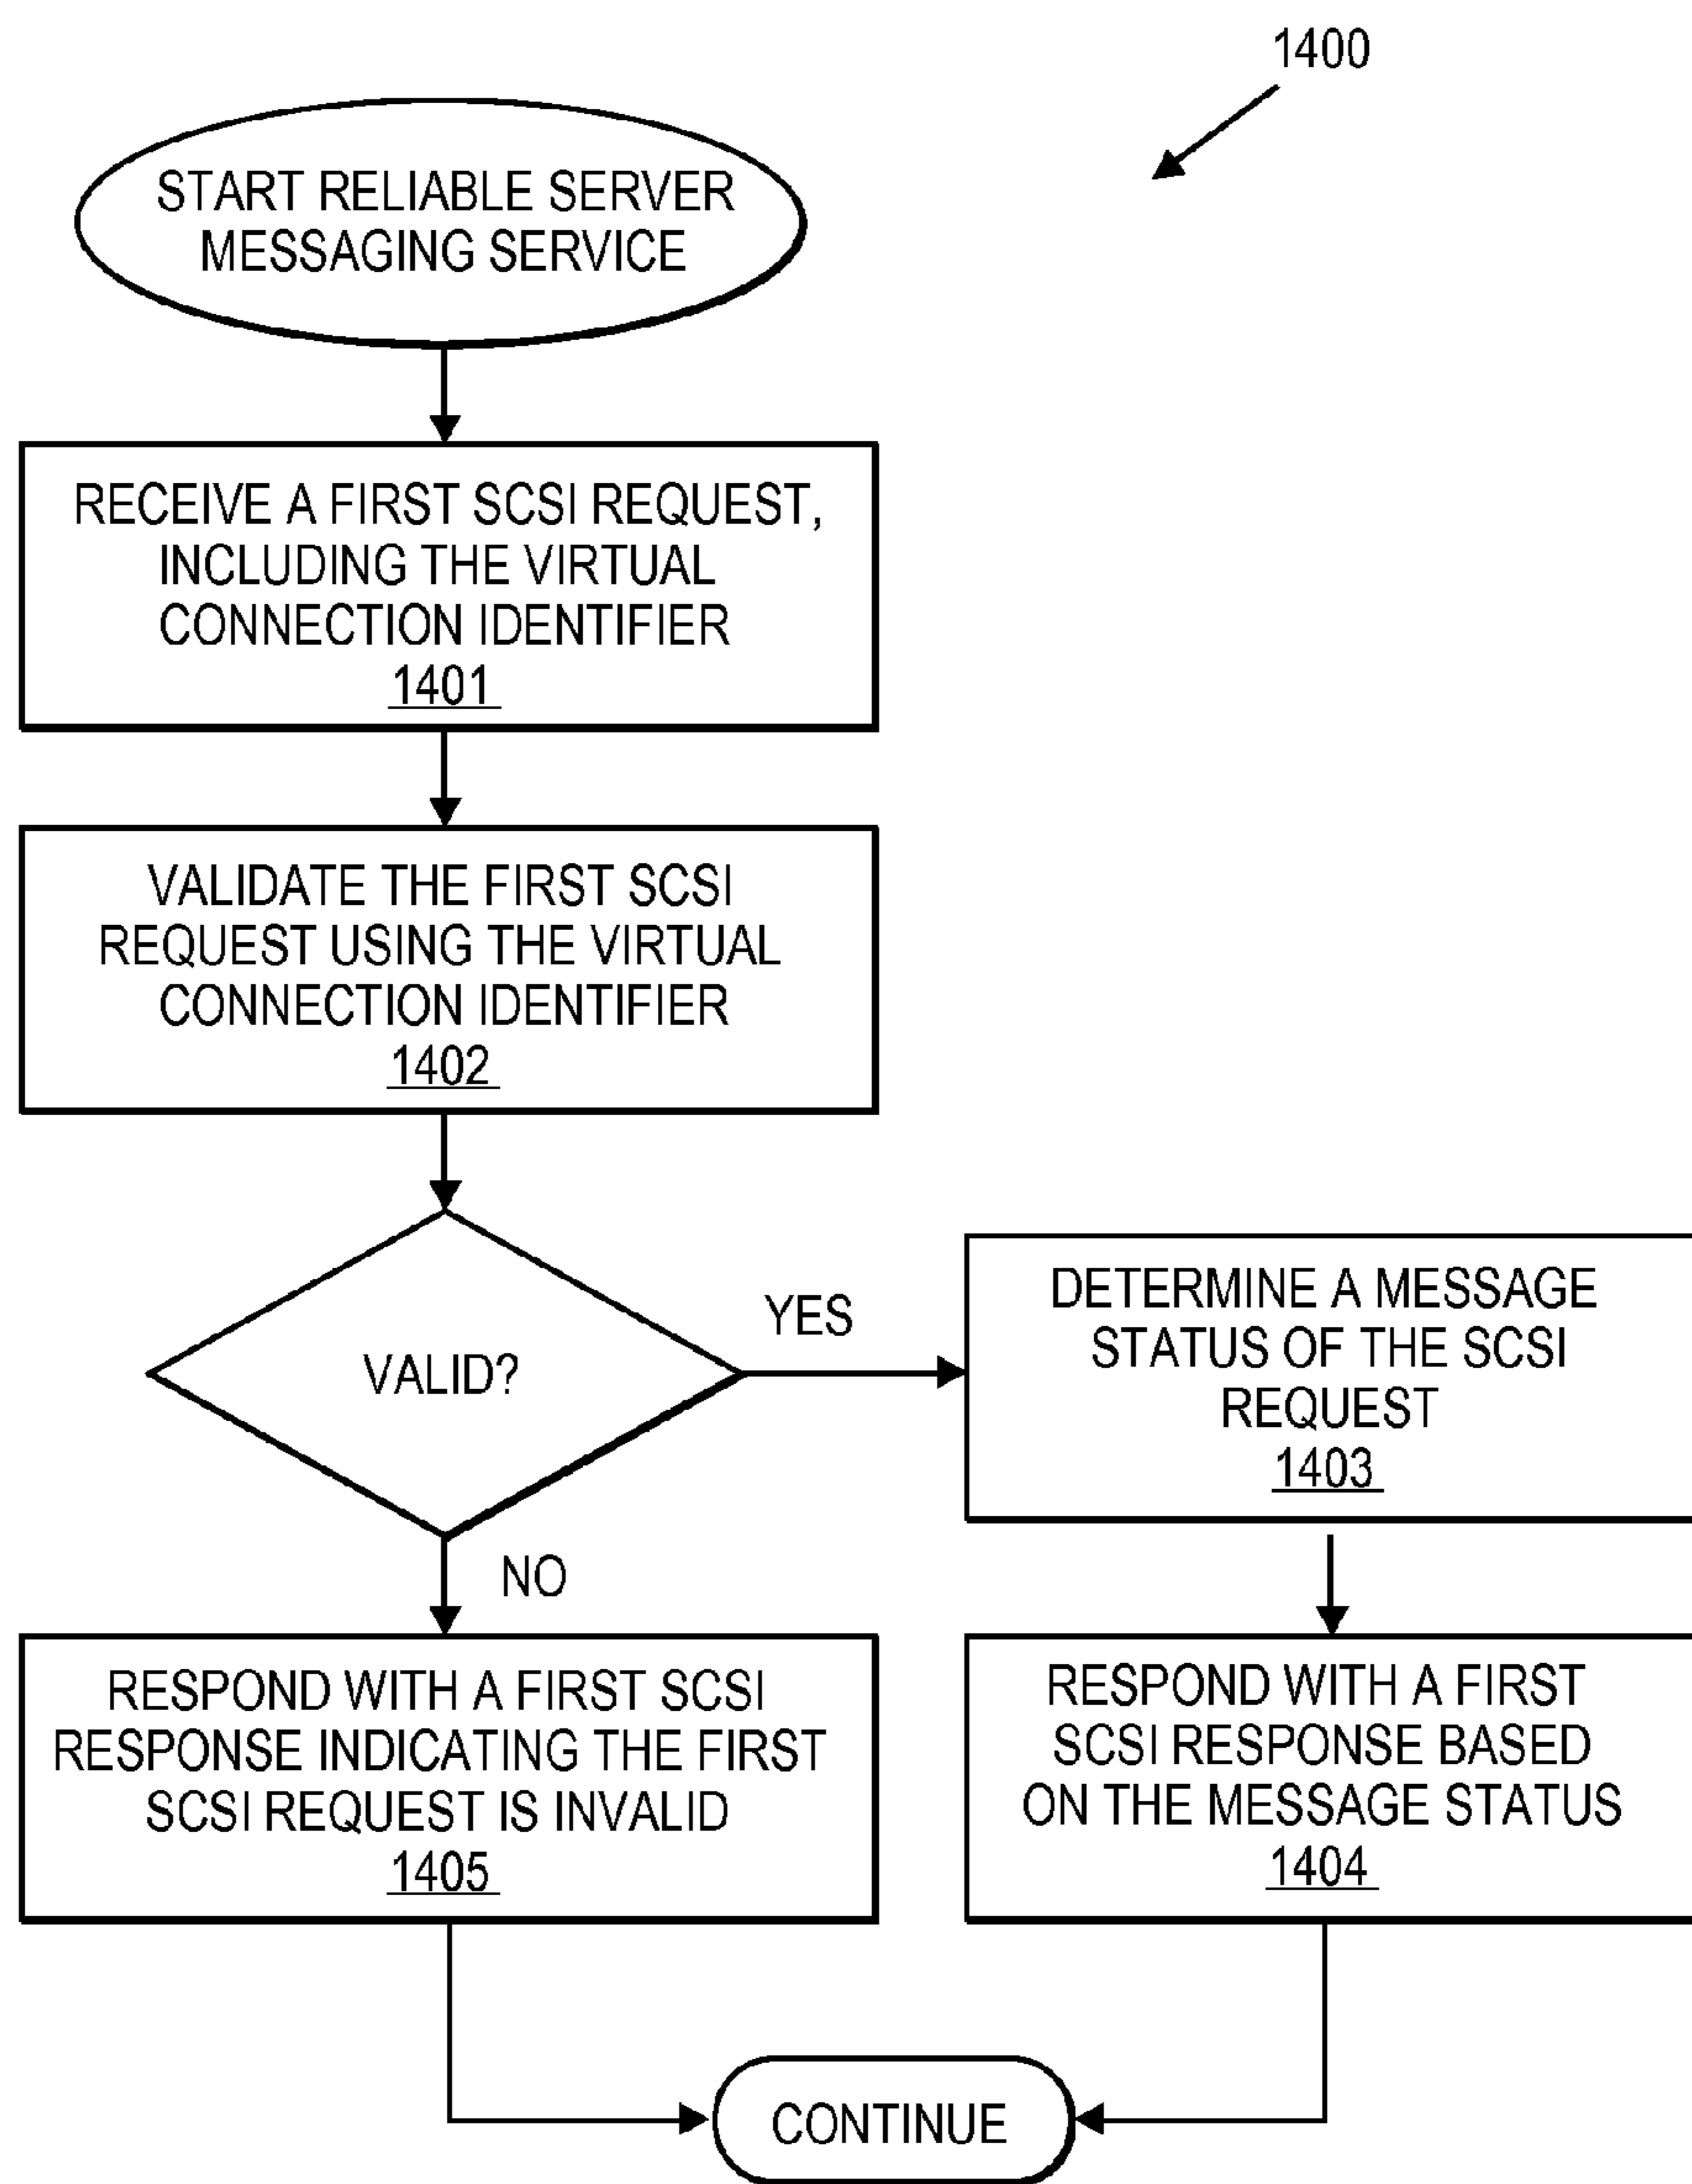 1400
START RELIABLE SERVER
MESSAGING SERVICE
RECEIVE A FIRST SCSI REQUEST,
INCLUDING THE VIRTUAL
CONNECTION IDENTIFIER
1401
VALIDATE THE FIRST SCSI
REQUEST USING THE VIRTUAL
CONNECTION IDENTIFIER
1402
VALID?
YES
DETERMINE A MESSAGE
STATUS OF THE SCSI
REQUEST
1403
NO
RESPOND WITH A FIRST SCSI
RESPONSE INDICATING THE FIRST
SCSI REQUEST IS INVALID
1405
RESPOND WITH A FIRST
SCSI RESPONSE BASED
ON THE MESSAGE STATUS
1404
CONTINUE